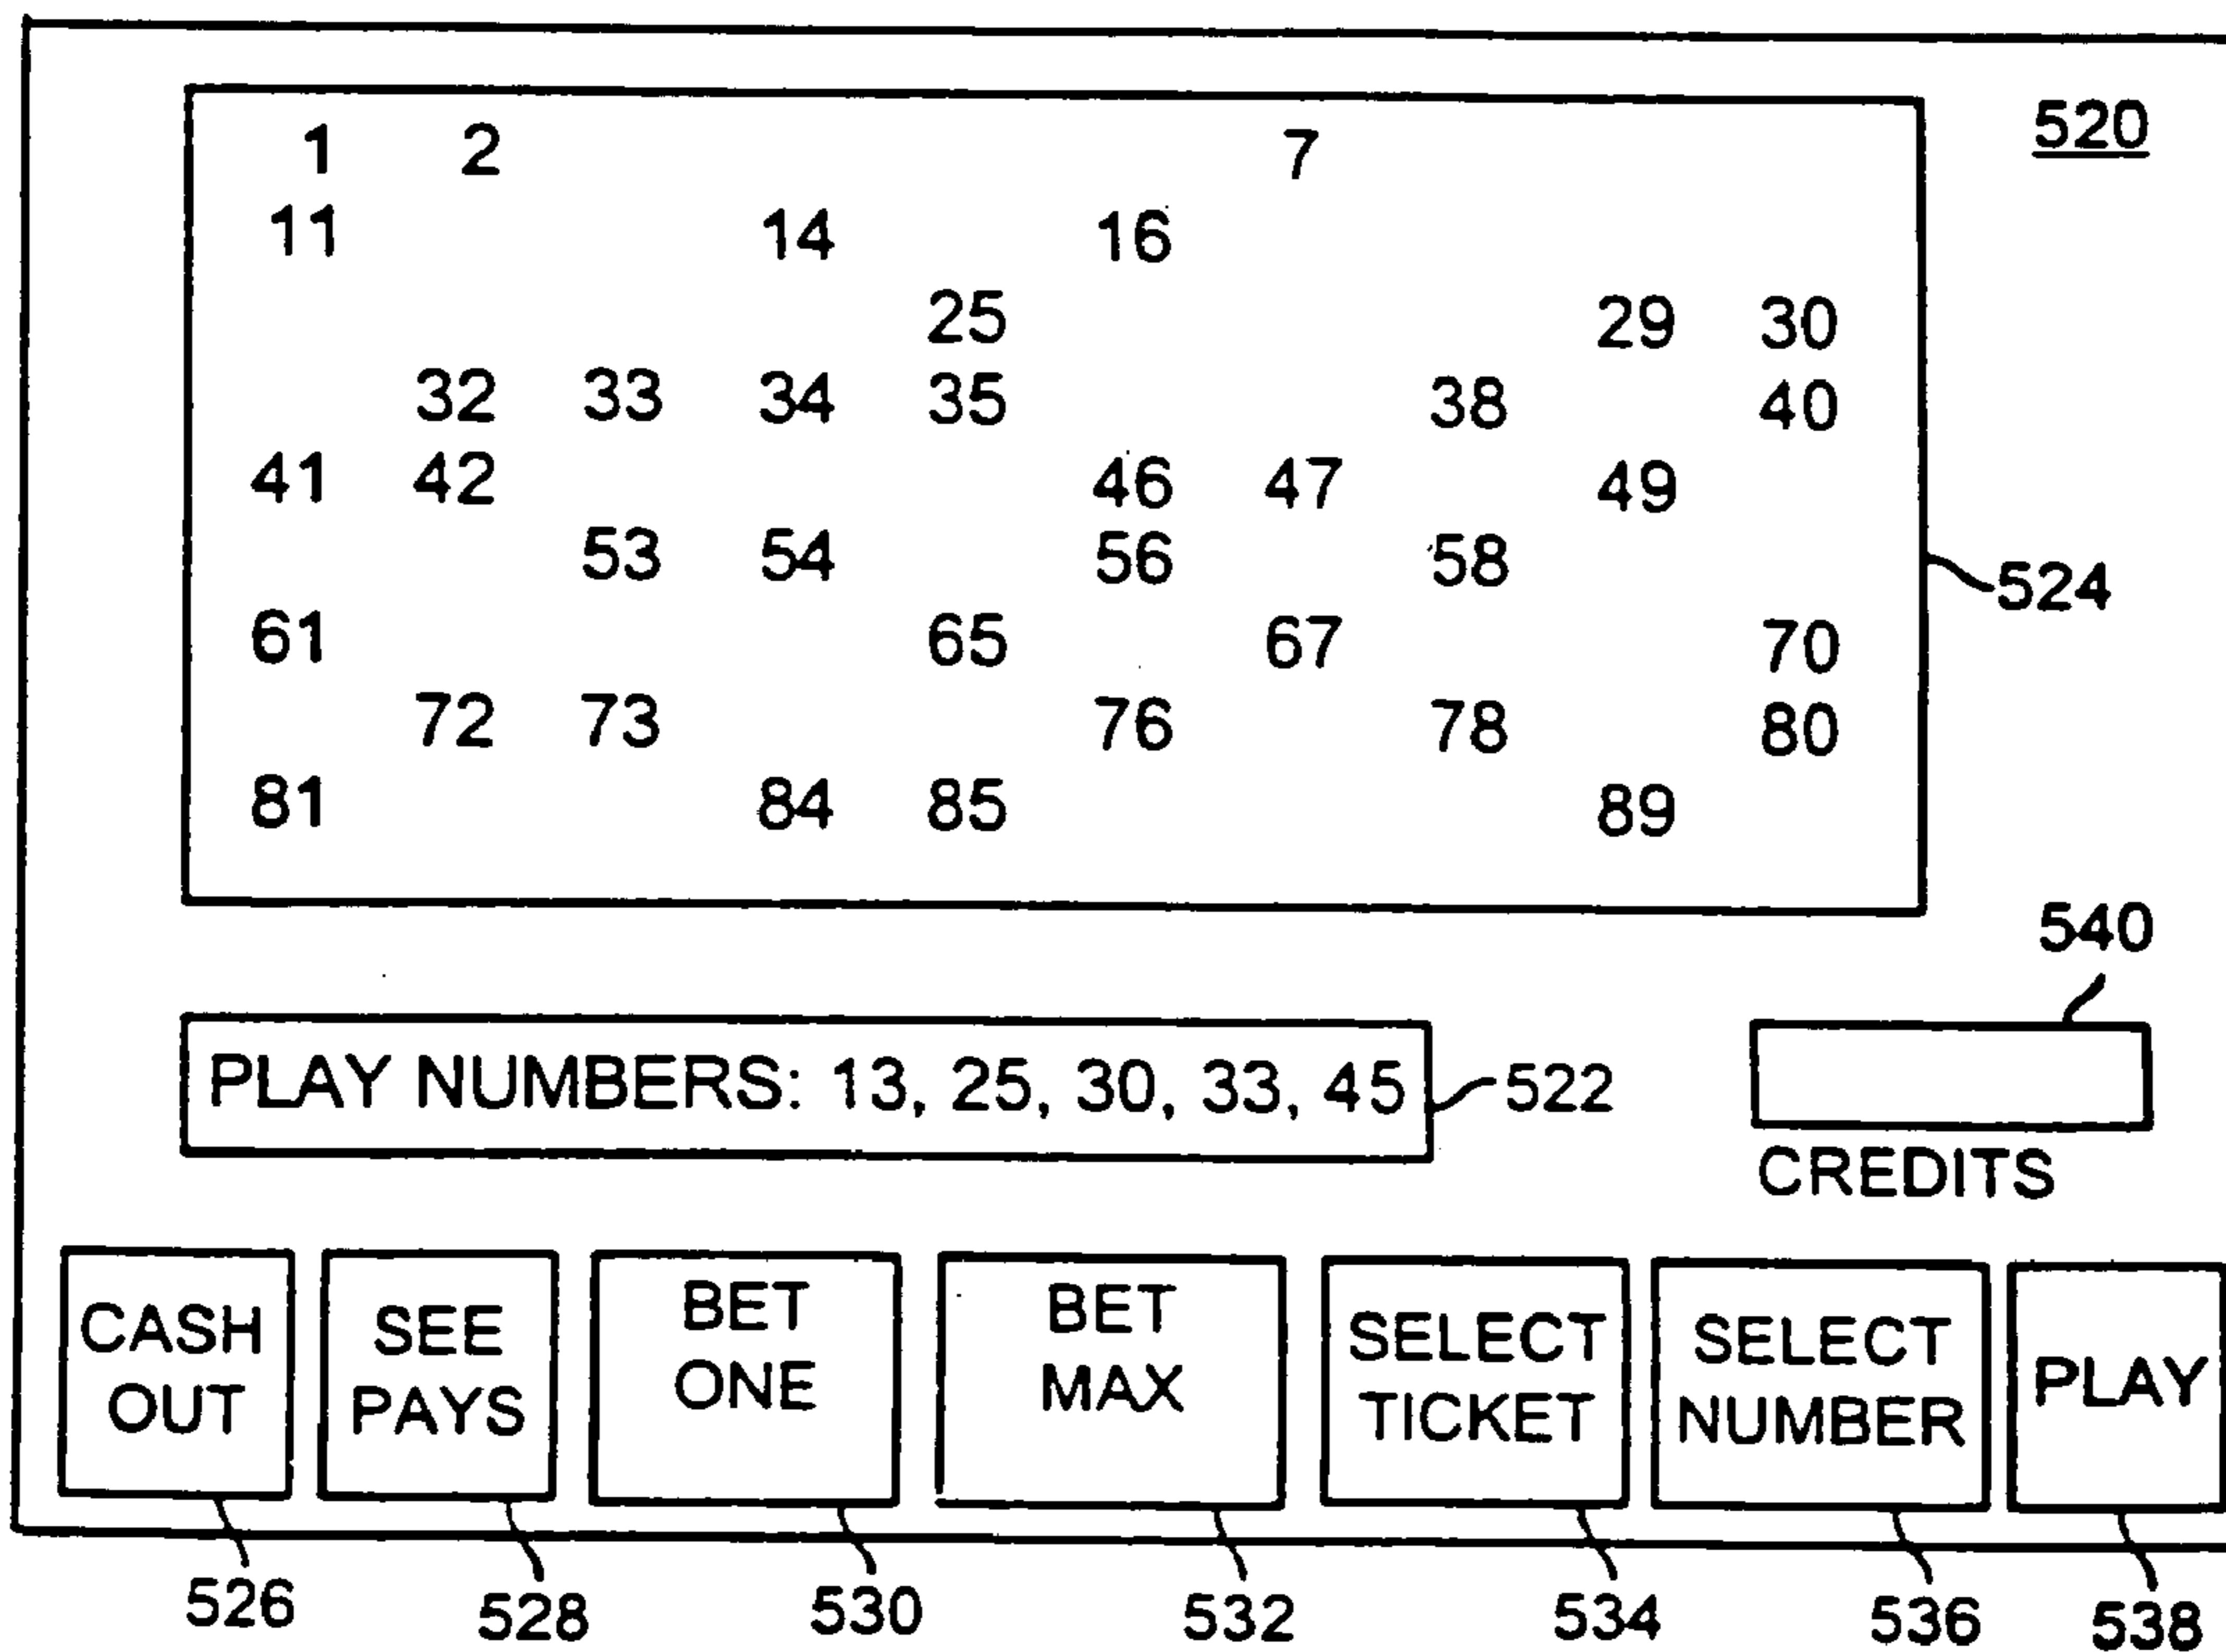 520
1 2 7
11 14 16
25 29 30
32 33 34 35 38 40
41 42 46 47 49
53 54 56 58
524
61 65 67 70
72 73 76 78 80
81 84 85 89
540
PLAY NUMBERS: 13, 25, 30, 33, 45
522
CREDITS
CASH
OUT
SEE
PAYS
BET
ONE
BET
MAX
SELECT
TICKET
SELECT
NUMBER
PLAY
526 528 530 532 534 536 538